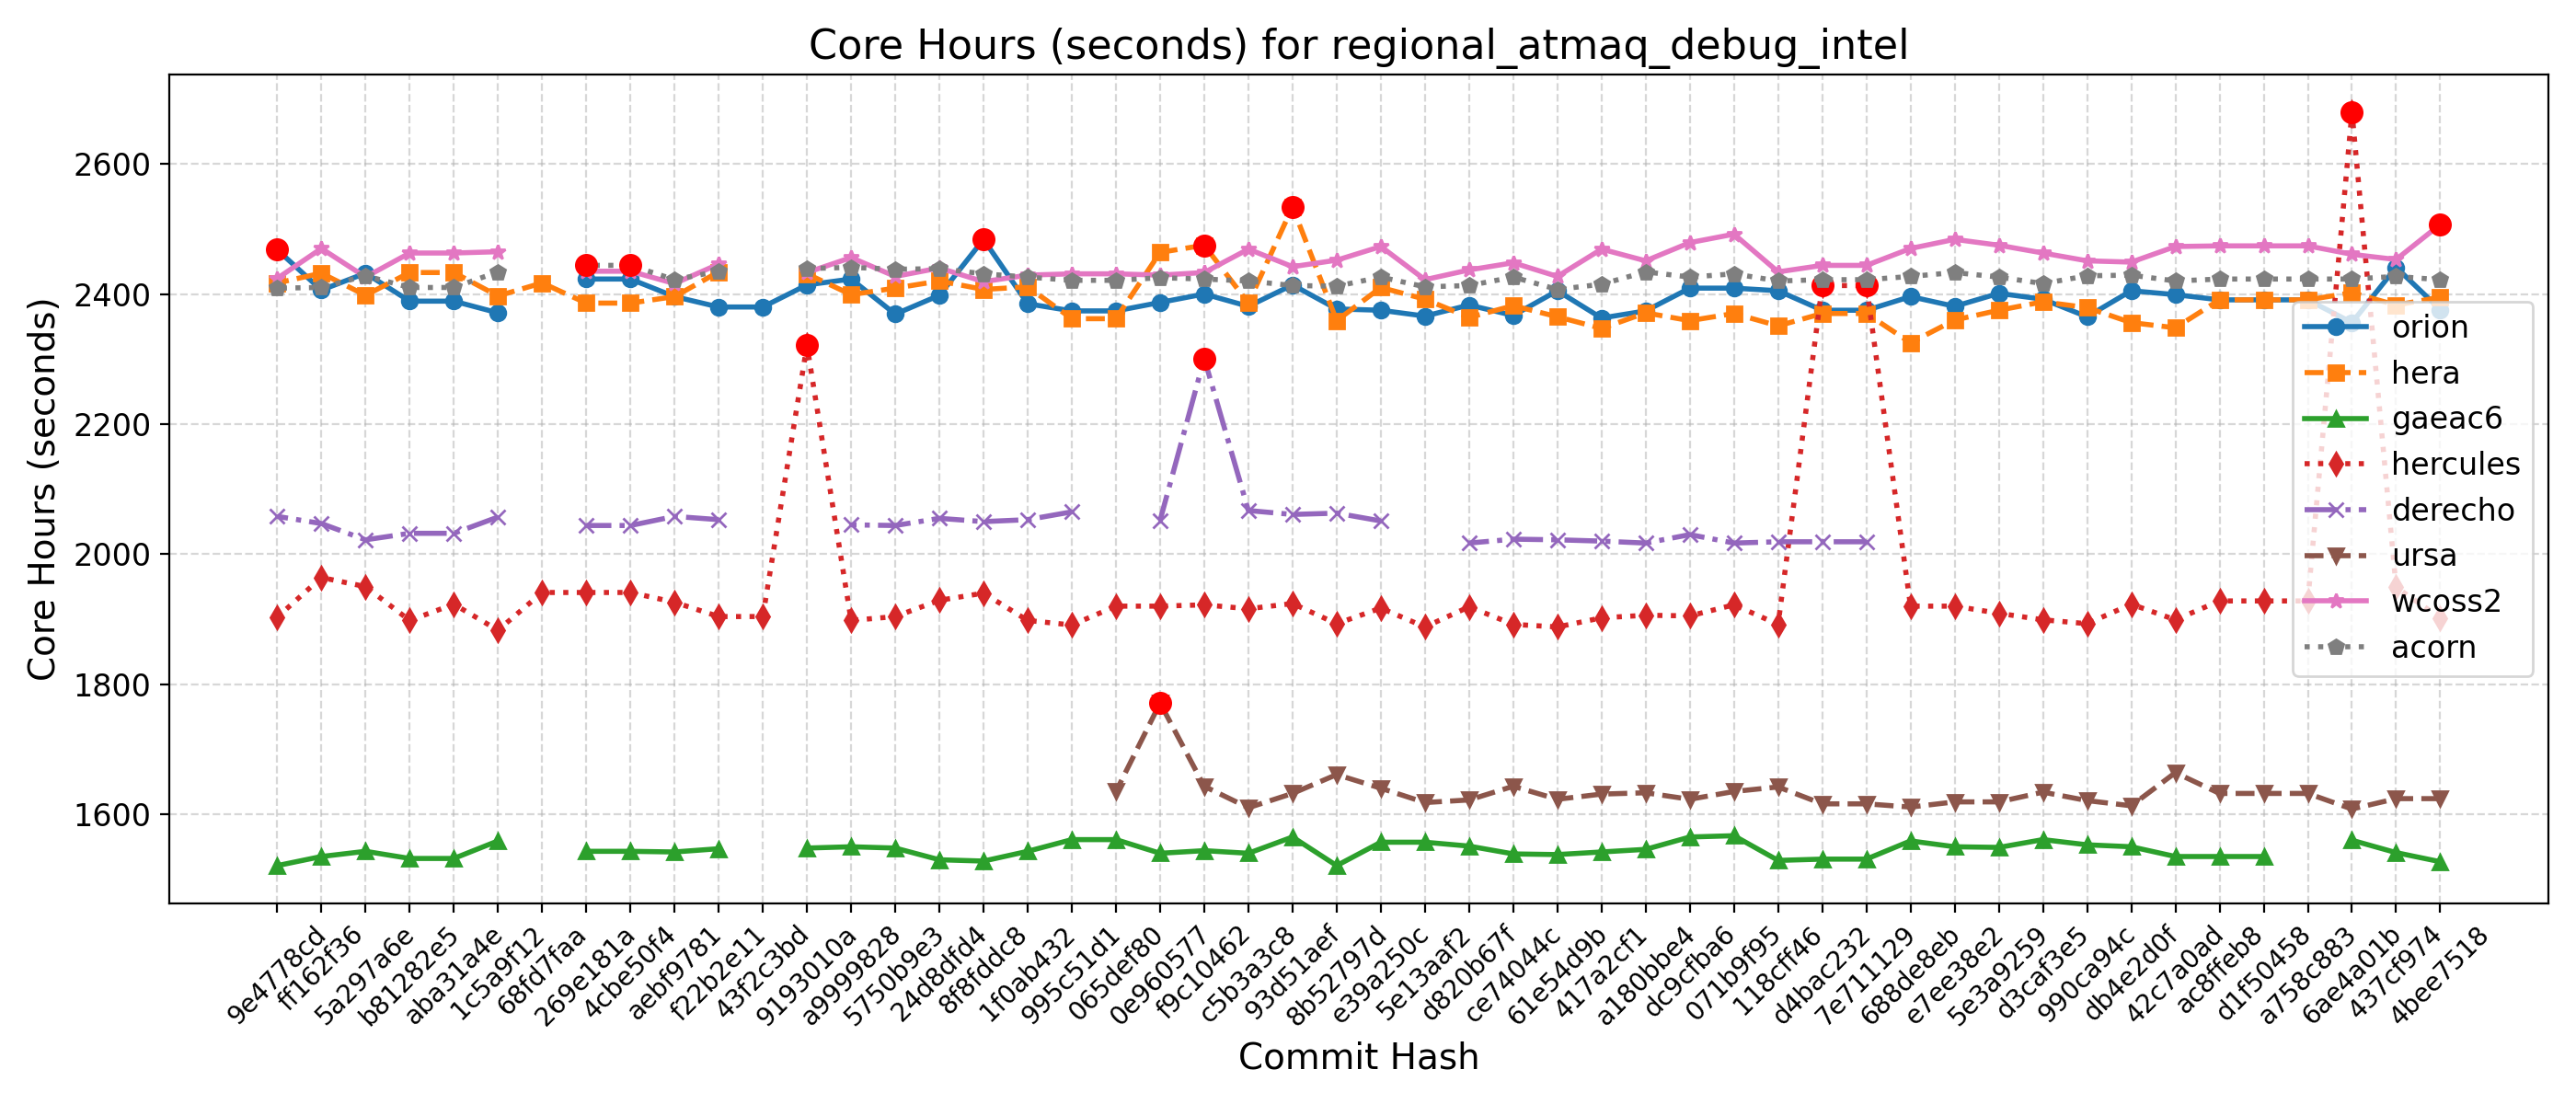 Core Hours (seconds) for regional_atmaq_debug_intel
Core Hours (seconds)
2600
2400
2200
2000
1800
1600
orion
hera
gaeac6
hercules
derecho
ursa
wcoss2
acorn
9e4778cd
ff162f36
5a297a6e
b81282e5
aba31a4e
1c5a9f12
68fd7faa
269e181a
4cbe50f4
aebf9781
f22b2e11
43f2c3bd
9193010a
a9999828
5750b9e3
24d8dfd4
8f8fddc8
1f0ab432
995c51d1
065def80
0e960577
f9c10462
c5b3a3c8
93d51aef
8b52797d
e39a250c
5e13aaf2
d820b67f
ce74044c
61e54d9b
417a2cf1
a180bbe4
dc9cfba6
071b9f95
118cff46
d4bac232
7e711129
688de8eb
e7ee38e2
5e3a9259
d3caf3e5
990ca94c
db4e2d0f
42c7a0ad
ac8ffeb8
d1f50458
a758c883
6ae4a01b
437cf974
4bee7518
Commit Hash